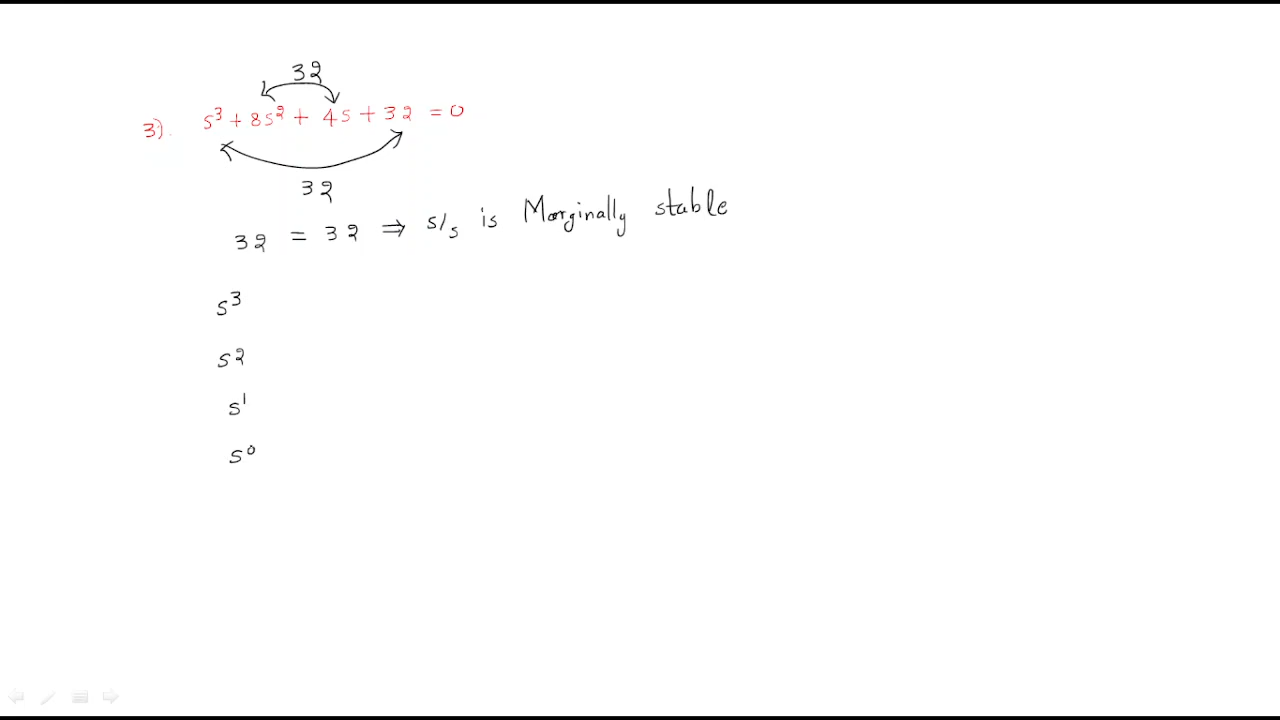 32
3). s³ + 8s² + 4s + 32 = 0
32
32 = 32 ⇒ s/s is Marginally stable
s³
s²
s¹
s⁰